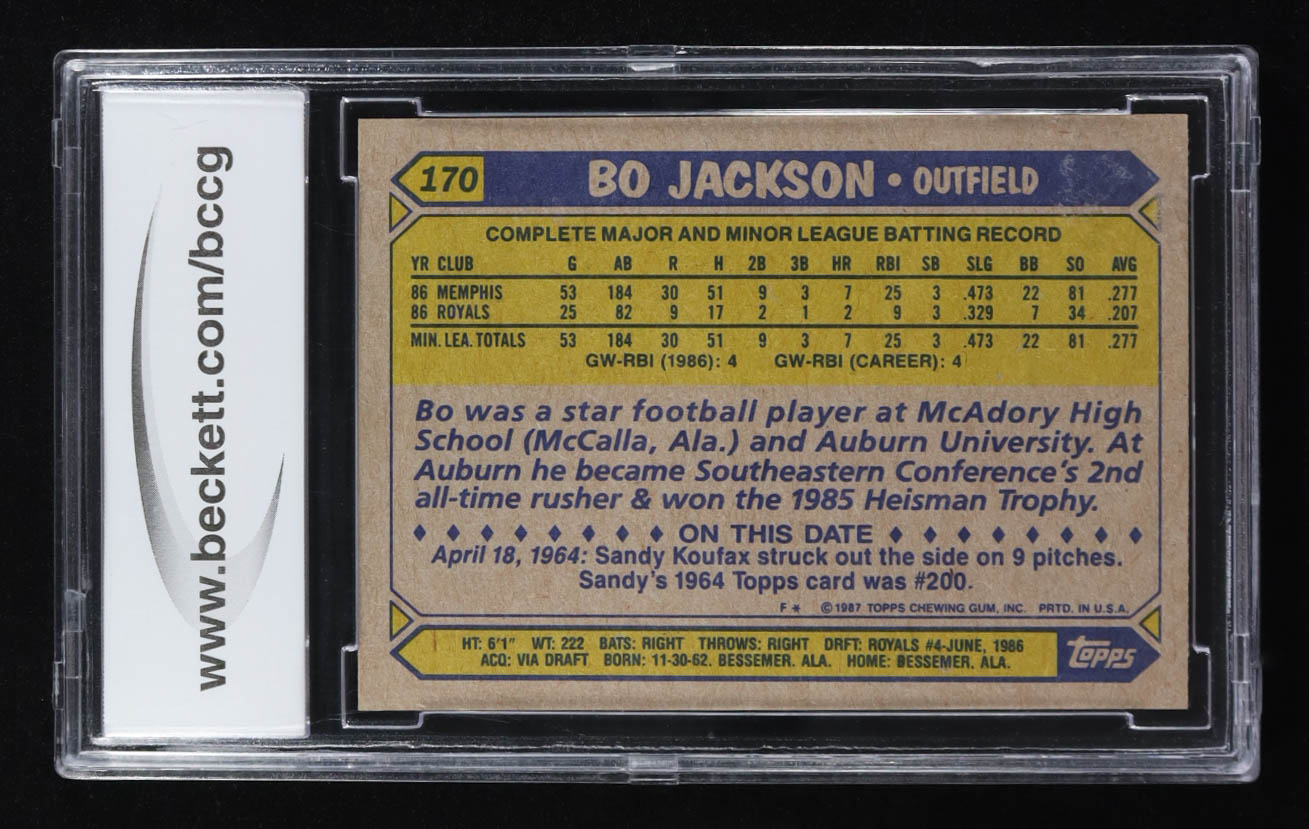 www.beckett.com/bccg
170 BO JACKSON • OUTFIELD
COMPLETE MAJOR AND MINOR LEAGUE BATTING RECORD
YR CLUB G AB R H 2B 3B HR RBI SB SLG BB SO AVG
86 MEMPHIS 53 184 30 51 9 3 7 25 3 .473 22 81 .277
86 ROYALS 25 82 9 17 2 1 2 9 3 .329 7 34 .207
MIN. LEA. TOTALS 53 184 30 51 9 3 7 25 3 .473 22 81 .277
GW-RBI (1986): 4 GW-RBI (CAREER): 4
Bo was a star football player at McAdory High
School (McCalla, Ala.) and Auburn University. At
Auburn he became Southeastern Conference's 2nd
all-time rusher & won the 1985 Heisman Trophy.
♦ ♦ ♦ ♦ ♦ ♦ ♦ ♦ ON THIS DATE ♦ ♦ ♦ ♦ ♦ ♦ ♦ ♦
April 18, 1964: Sandy Koufax struck out the side on 9 pitches.
Sandy's 1964 Topps card was #200.
F * © 1987 TOPPS CHEWING GUM, INC. PRTD. IN U.S.A.
HT: 6'1" WT: 222 BATS: RIGHT THROWS: RIGHT DRFT: ROYALS #4-JUNE, 1986
ACQ: VIA DRAFT BORN: 11-30-62. BESSEMER. ALA. HOME: BESSEMER. ALA.
Topps